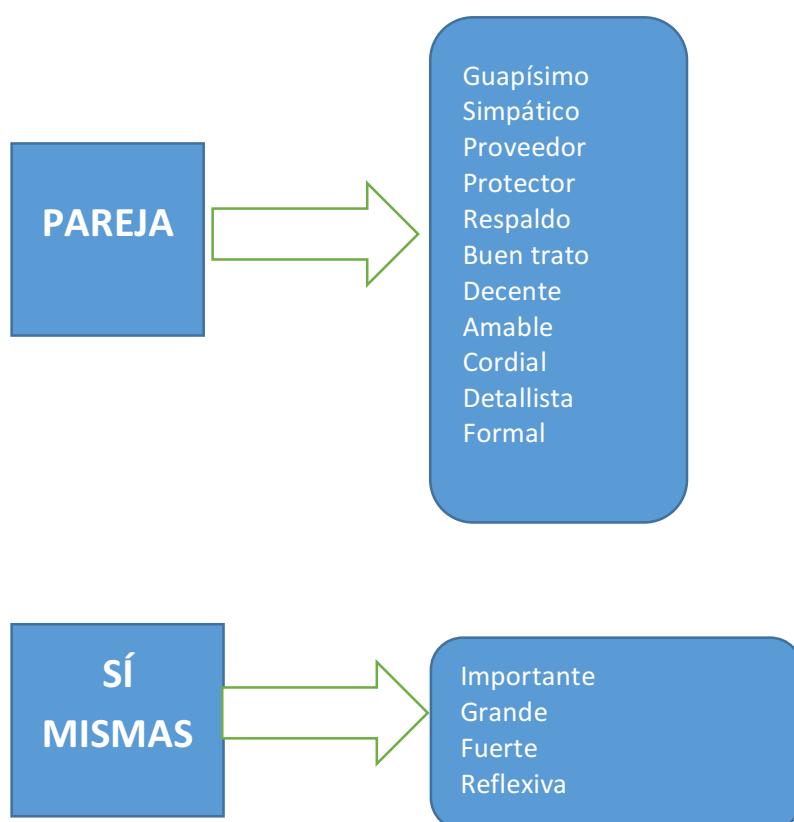 PAREJA
Guapísimo
Simpático
Proveedor
Protector
Respaldo
Buen trato
Decente
Amable
Cordial
Detallista
Formal
SÍ
MISMAS
Importante
Grande
Fuerte
Reflexiva